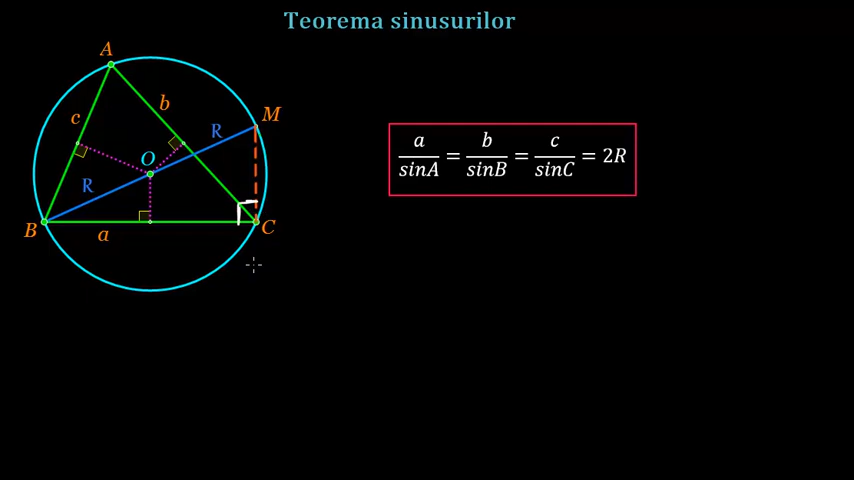 Teorema sinusurilor
A
b
c
M
R
O
R
B
a
C
a/sinA = b/sinB = c/sinC = 2R